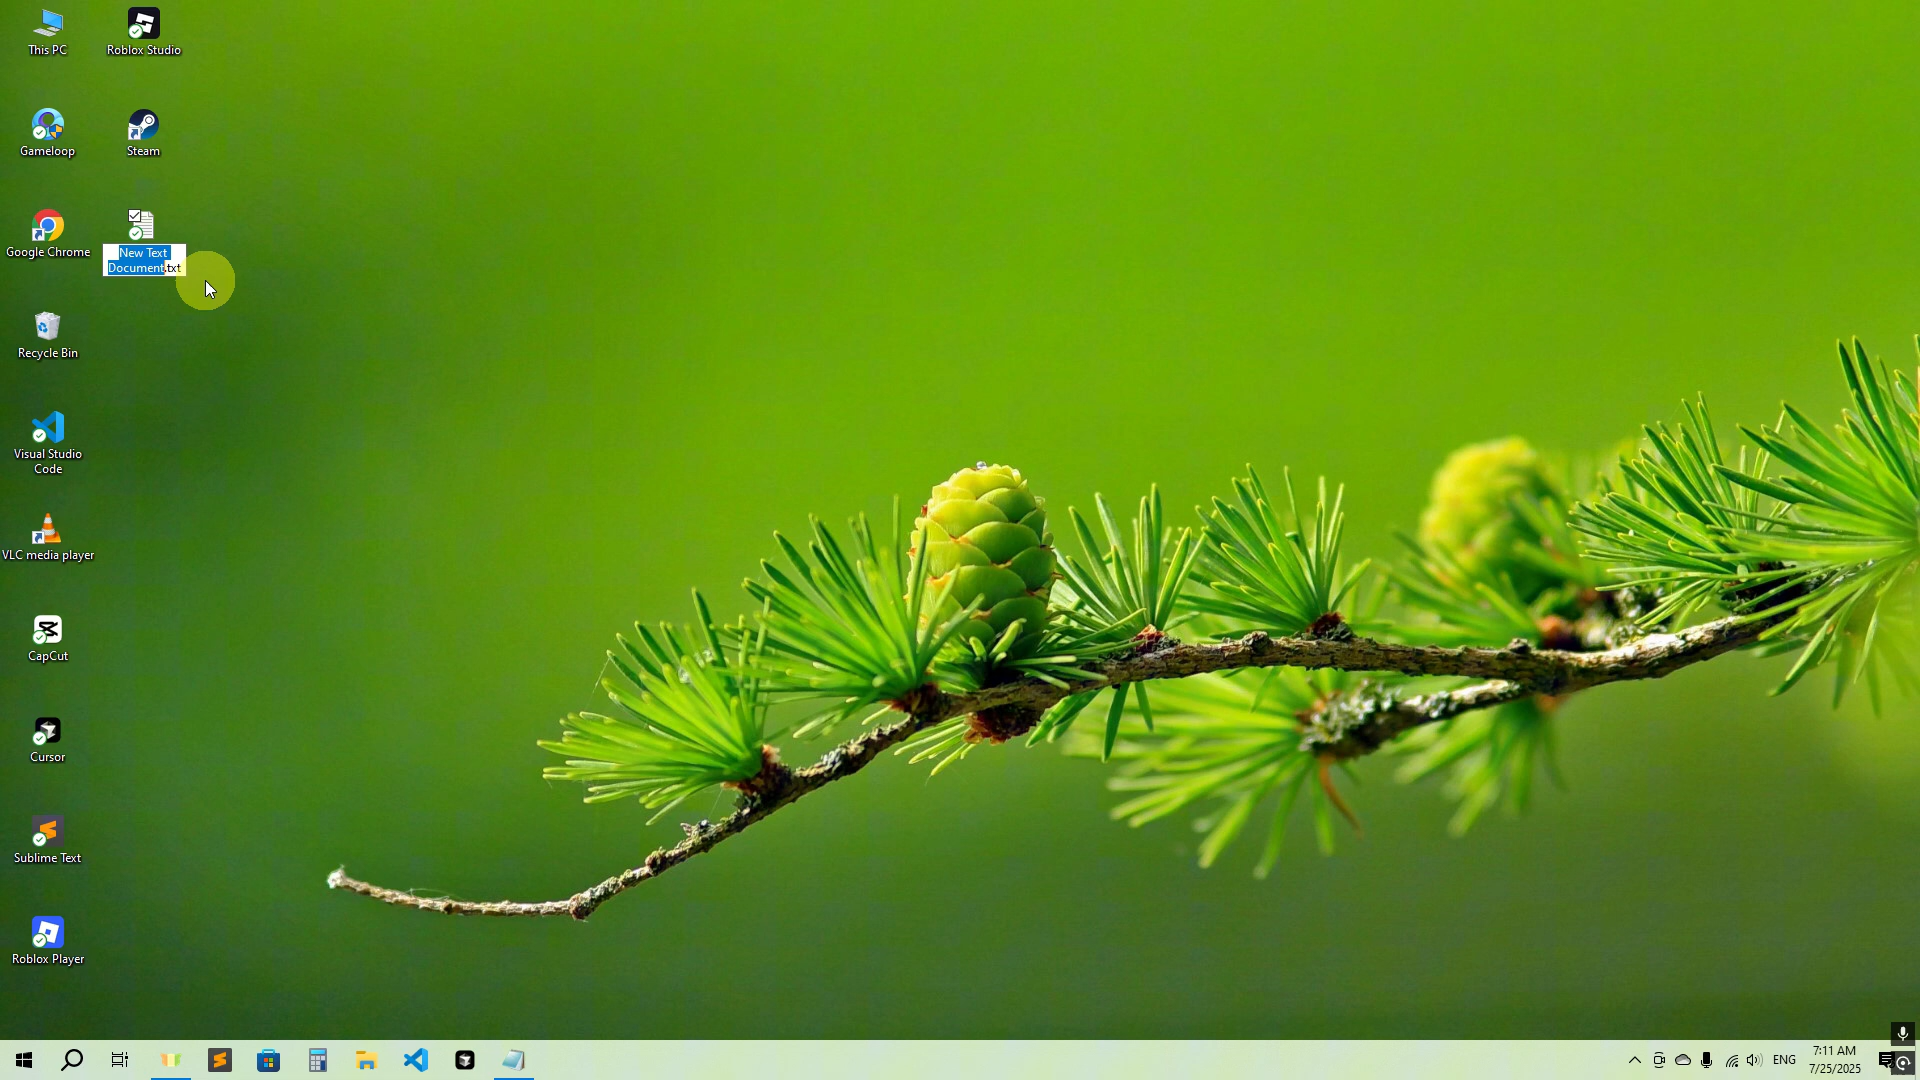 This PC
Roblox Studio
Gameloop
Steam
Google Chrome
New Text
Document.txt
Recycle Bin
Visual Studio
Code
VLC media player
CapCut
Cursor
Sublime Text
Roblox Player
ENG
7:11 AM
7/25/2025